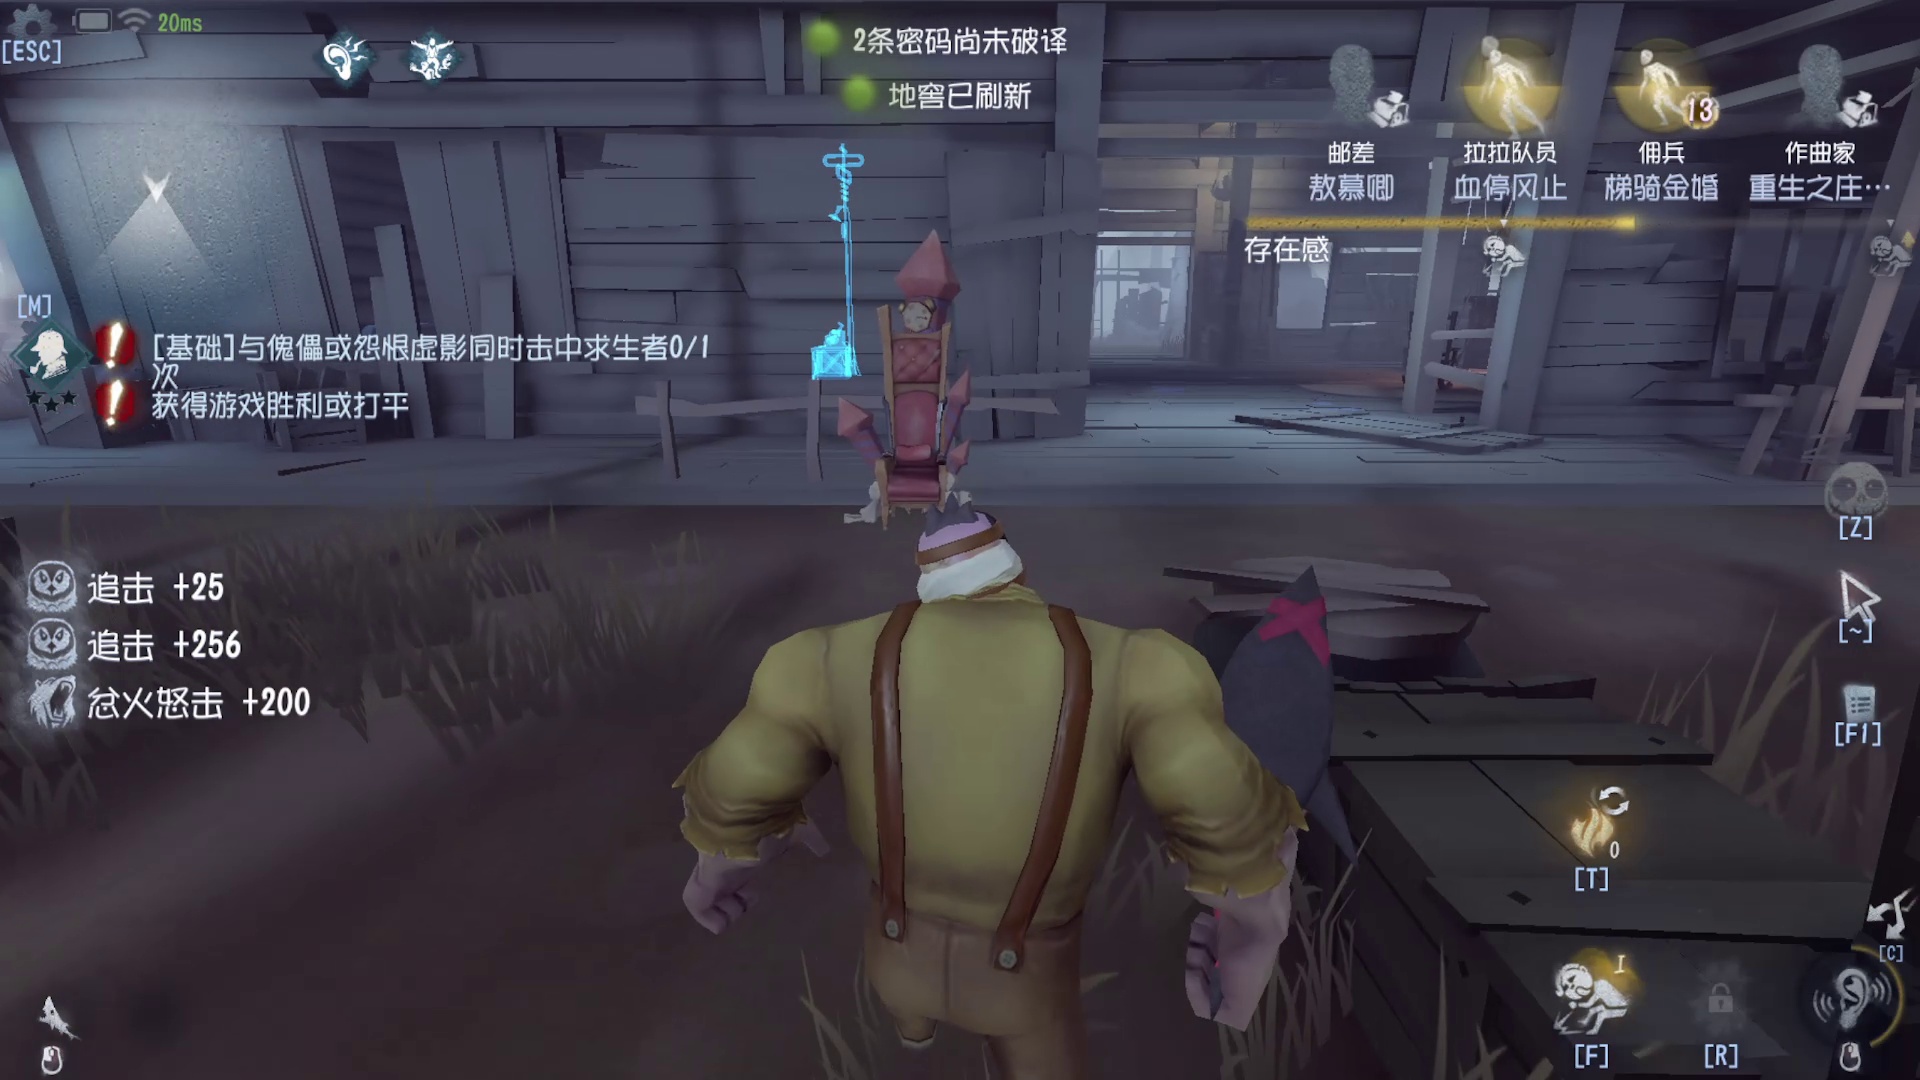 20ms
[ESC]
2条密码尚未破译
地窖已刷新
13
邮差
拉拉队员
佣兵
作曲家
敖慕卿
血停风止
梯骑金婚
重生之庄…
存在感
[M]
[基础]与傀儡或怨恨虚影同时击中求生者0/1
次
获得游戏胜利或打平
[Z]
[~]
追击 +25
追击 +256
忿火怒击 +200
[F1]
0
[T]
[C]
I
[F]
[R]